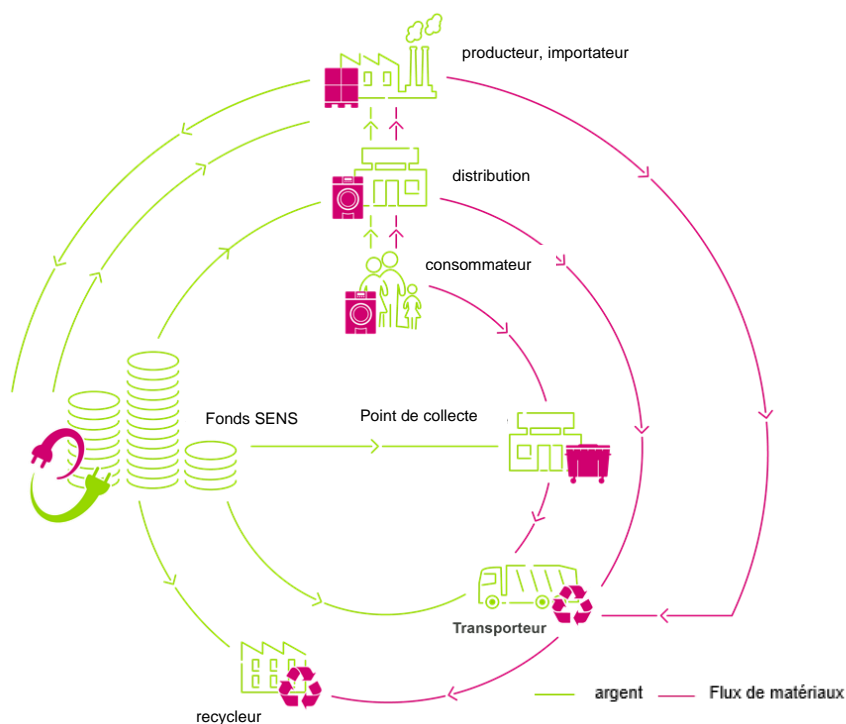 producteur, importateur
distribution
consommateur
Fonds SENS
Point de collecte
Transporteur
recycleur
argent
Flux de matériaux